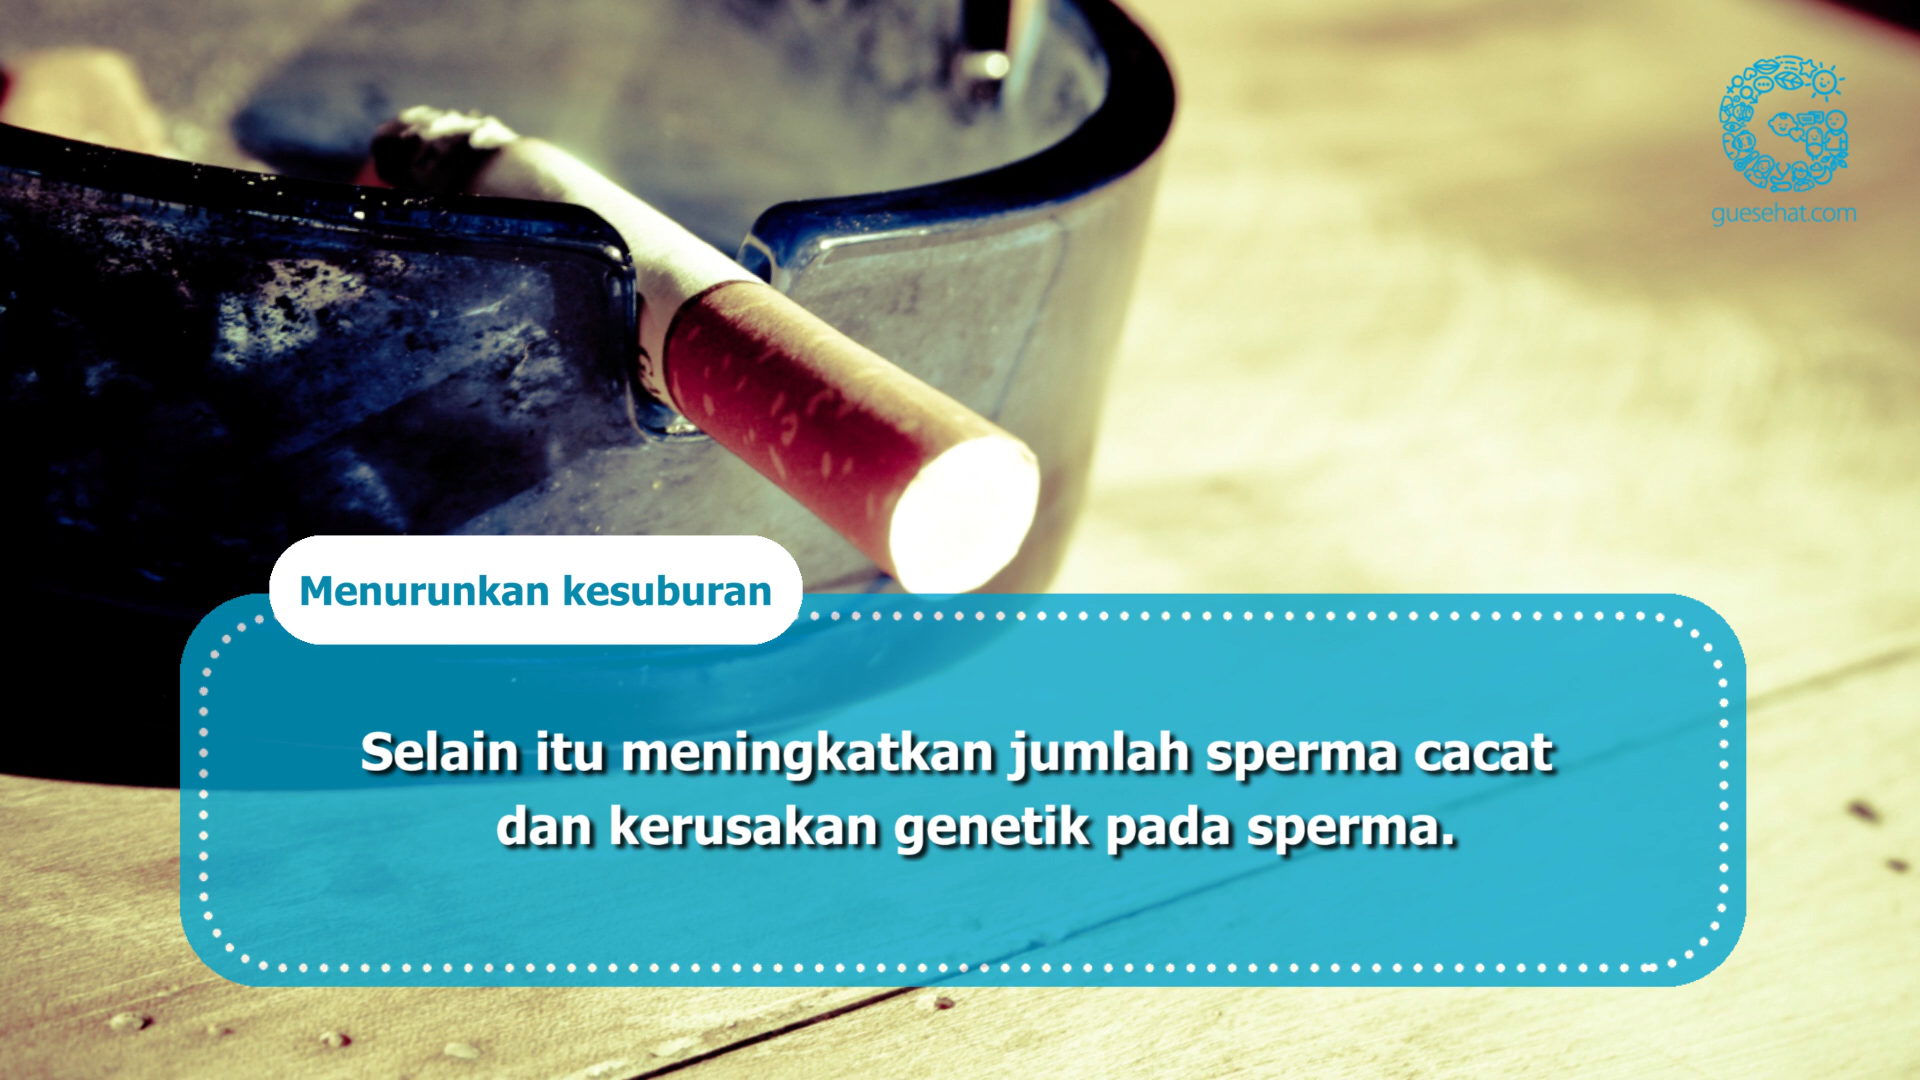 guesehat.com
Menurunkan kesuburan
Selain itu meningkatkan jumlah sperma cacat
dan kerusakan genetik pada sperma.